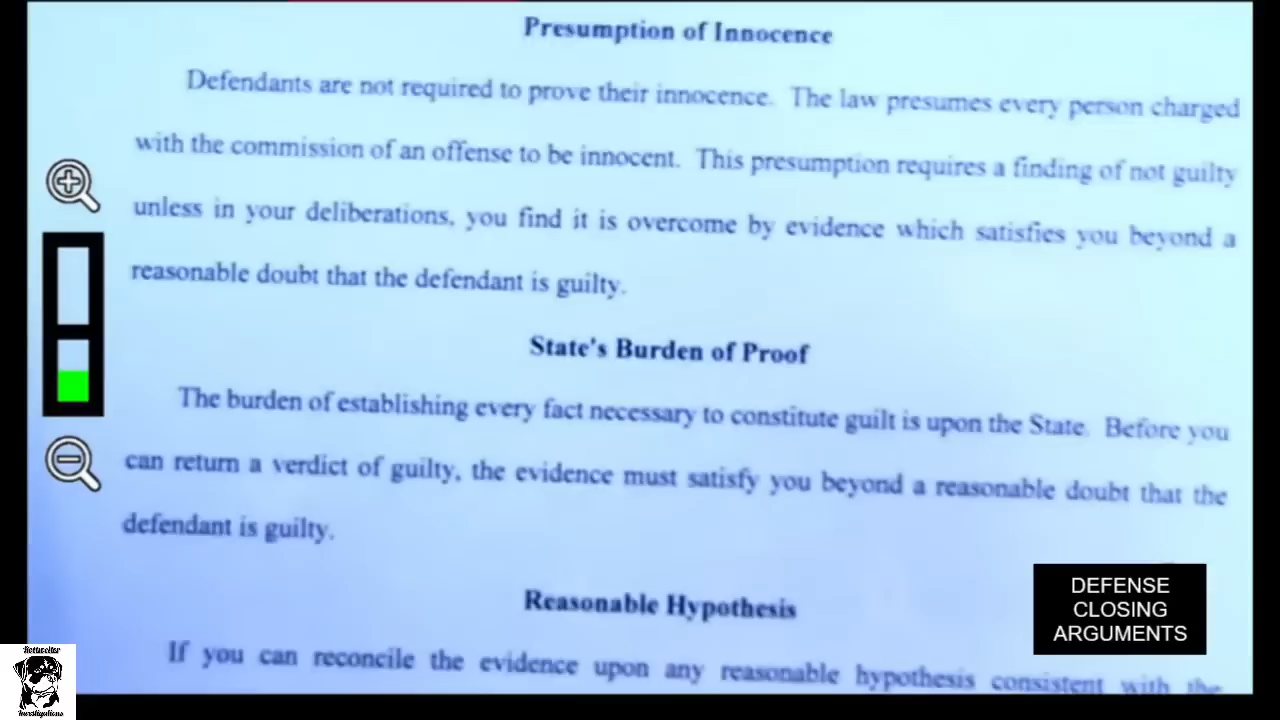 Presumption of Innocence
Defendants are not required to prove their innocence. The law presumes every person charged
with the commission of an offense to be innocent. This presumption requires a finding of not guilty
unless in your deliberations, you find it is overcome by evidence which satisfies you beyond a
reasonable doubt that the defendant is guilty.
State's Burden of Proof
The burden of establishing every fact necessary to constitute guilt is upon the State. Before you
can return a verdict of guilty, the evidence must satisfy you beyond a reasonable doubt that the
defendant is guilty.
Reasonable Hypothesis
If you can reconcile the evidence upon any reasonable hypothesis consistent with the
DEFENSE
CLOSING
ARGUMENTS
Rottweiler
Investigations